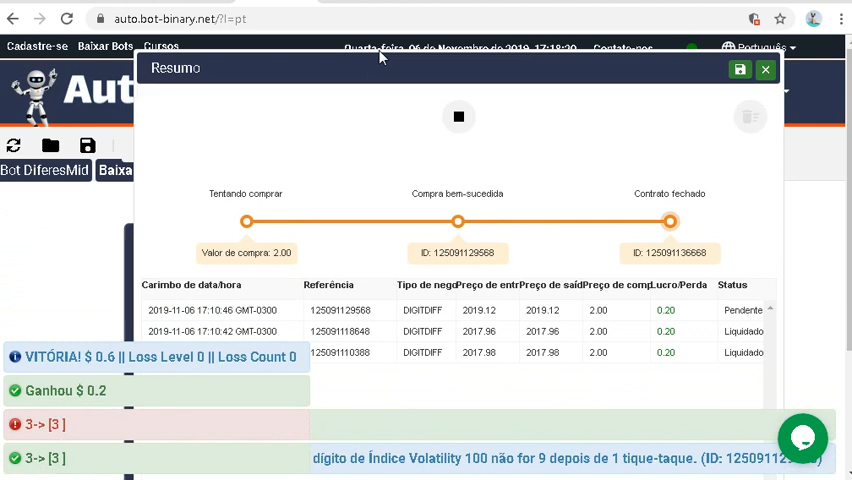 auto.bot-binary.net/?l=pt
Cadastre-se Baixar Bots Cursos Quarta-feira, 06 de Novembro de 2019, 17:18:20 Contate-nos Português
Auto
Resumo
Bot DiferesMid Baixa
Tentando comprar Compra bem-sucedida Contrato fechado
Valor de compra: 2.00 ID: 125091129568 ID: 125091136668
Carimbo de data/hora Referência Tipo de nego Preço de entr Preço de saíd Preço de comp Lucro/Perda Status
2019-11-06 17:10:46 GMT-0300 125091129568 DIGITDIFF 2019.12 2019.12 2.00 0.20 Pendente
2019-11-06 17:10:42 GMT-0300 125091118648 DIGITDIFF 2017.96 2017.96 2.00 0.20 Liquidado
125091110388 DIGITDIFF 2017.98 2017.98 2.00 0.20 Liquidado
VITÓRIA! $ 0.6 || Loss Level 0 || Loss Count 0
Ganhou $ 0.2
3-> [3 ]
3-> [3 ] dígito de Índice Volatility 100 não for 9 depois de 1 tique-taque. (ID: 125091129568)